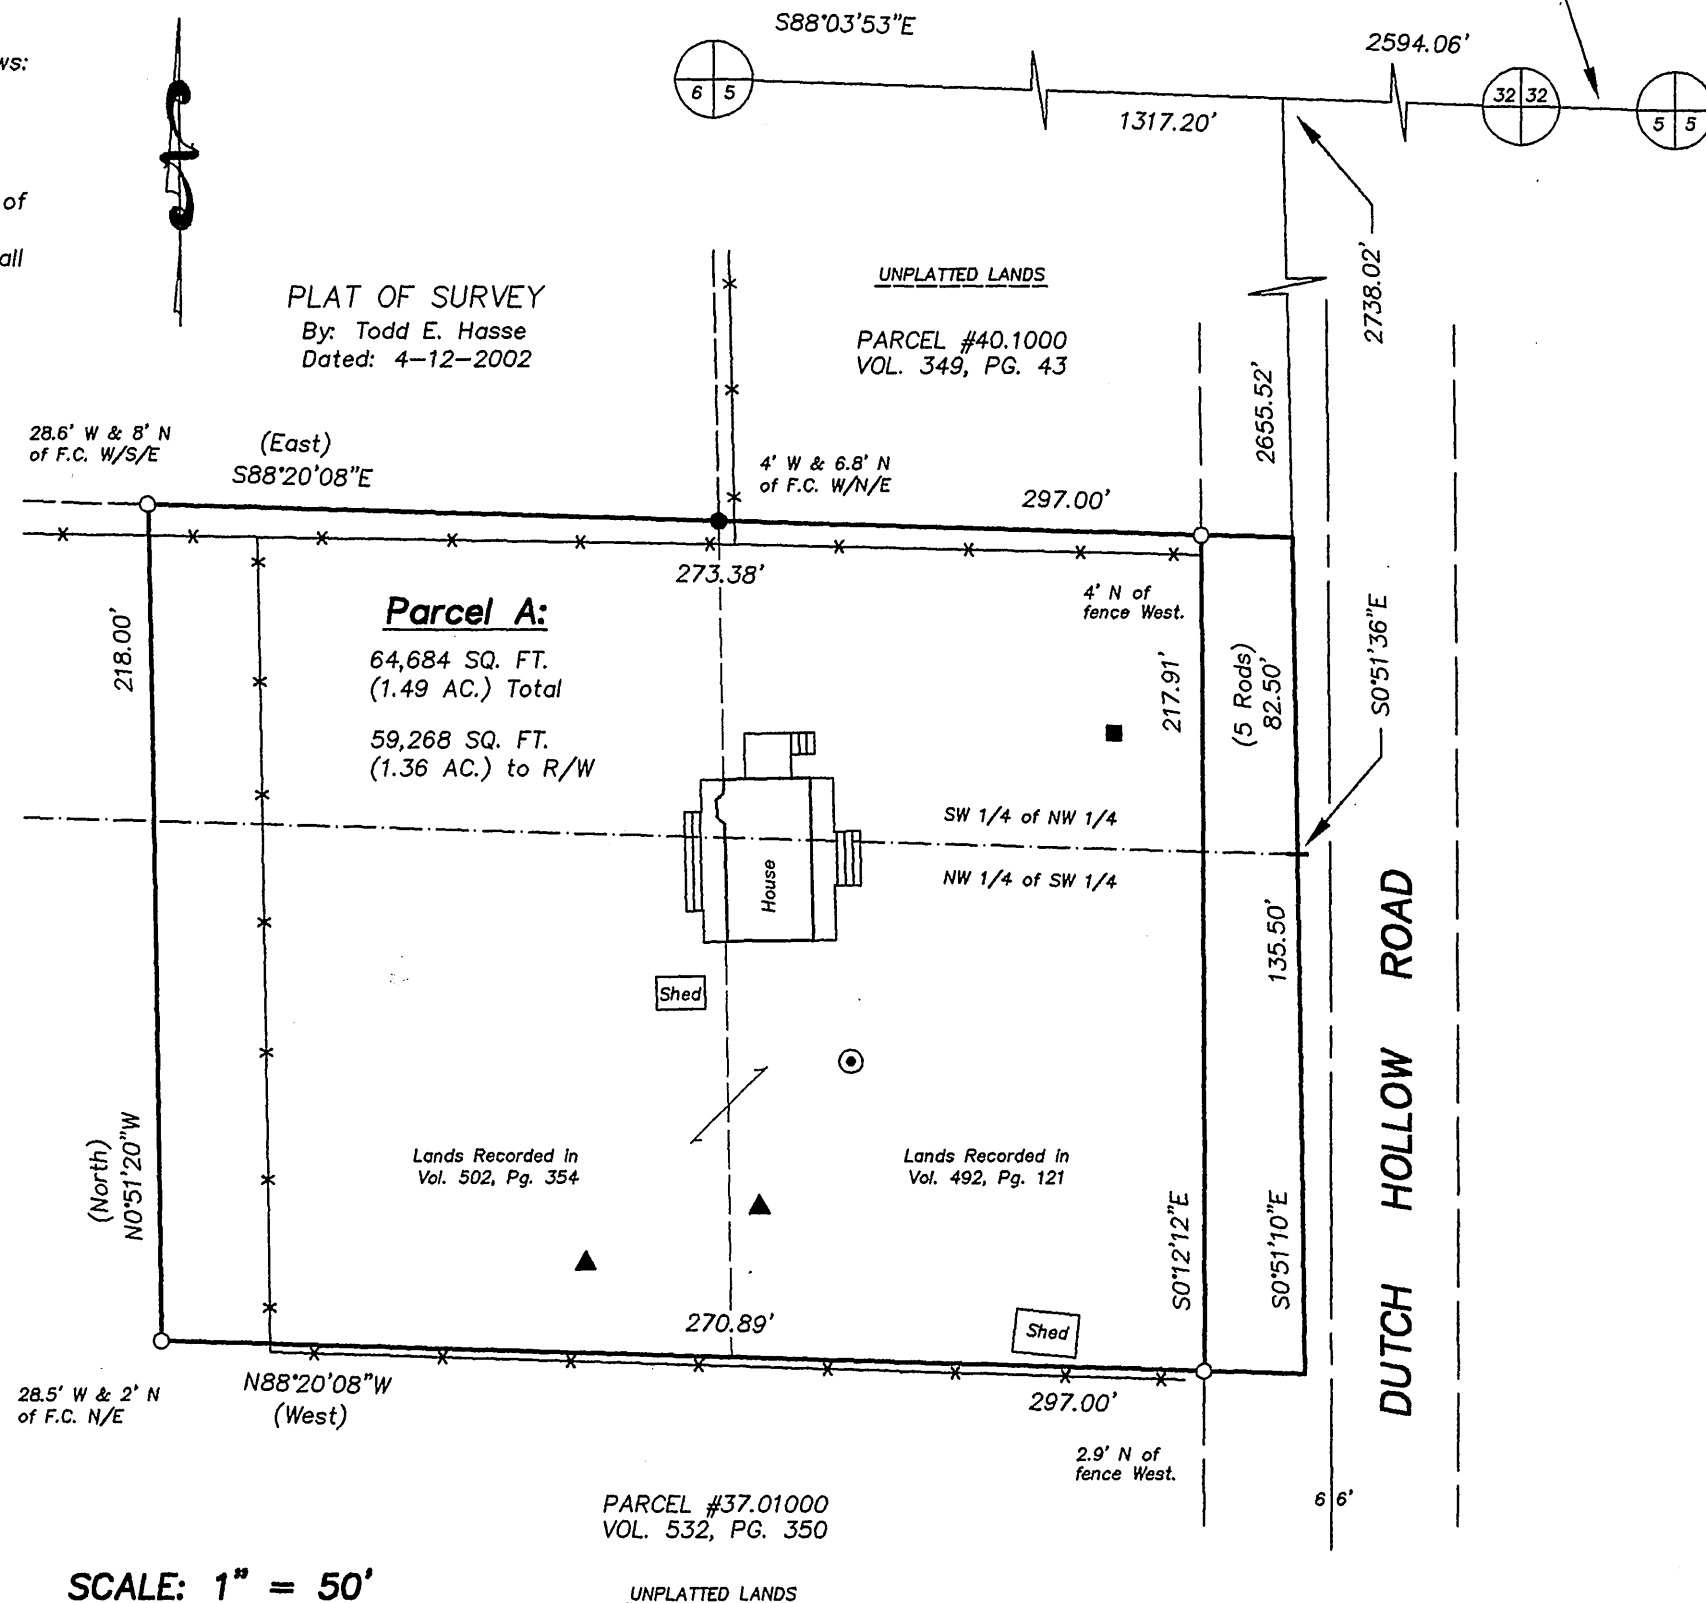 S88°03'53"E
2594.06'
ws:
6 5
32 32
5 5
1317.20'
of
all
2738.02'
UNPLATTED LANDS
PLAT OF SURVEY
By: Todd E. Hasse
Dated: 4-12-2002
PARCEL #40.1000
VOL. 349, PG. 43
2655.52'
28.6' W & 8' N
of F.C. W/S/E
(East)
S88°20'08"E
4' W & 6.8' N
of F.C. W/N/E
297.00'
273.38'
4' N of
fence West.
218.00'
Parcel A:
64,684 SQ. FT.
(1.49 AC.) Total
59,268 SQ. FT.
(1.36 AC.) to R/W
217.91'
(5 Rods)
82.50'
S0°51'36"E
SW 1/4 of NW 1/4
NW 1/4 of SW 1/4
House
135.50'
Shed
DUTCH HOLLOW ROAD
(North)
N0°51'20"W
Lands Recorded in
Vol. 502, Pg. 354
Lands Recorded in
Vol. 492, Pg. 121
S0°12'12"E
S0°51'10"E
270.89'
Shed
28.5' W & 2' N
of F.C. N/E
N88°20'08"W
(West)
297.00'
2.9' N of
fence West.
66'
PARCEL #37.01000
VOL. 532, PG. 350
SCALE: 1" = 50'
UNPLATTED LANDS